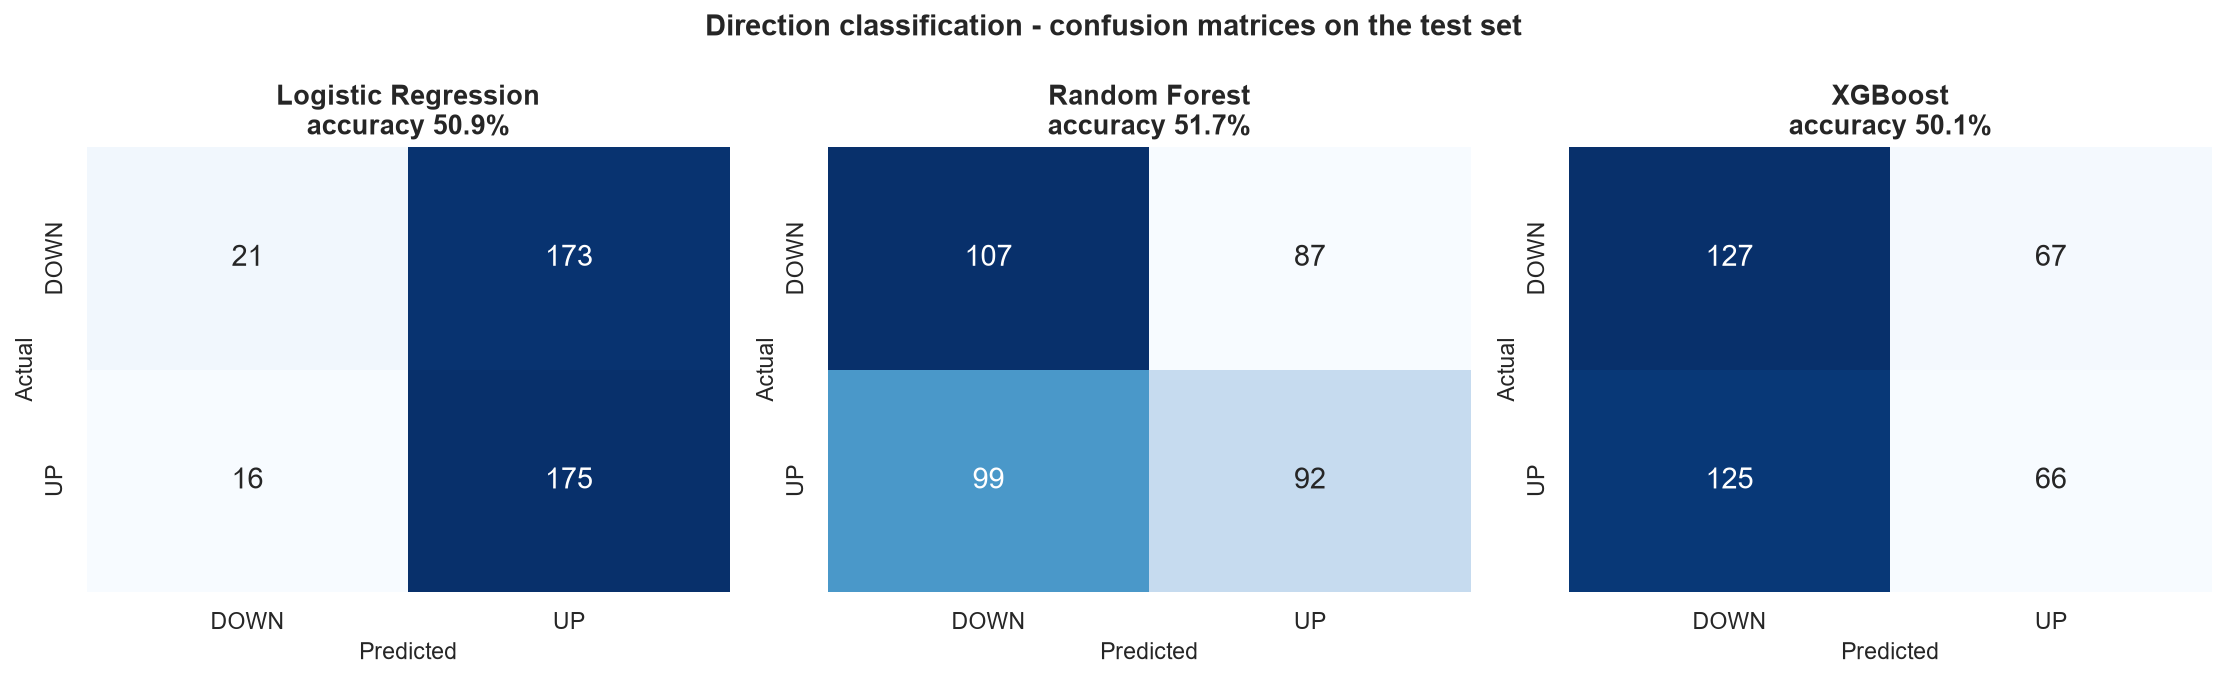 Direction classification - confusion matrices on the test set
Logistic Regression
accuracy 50.9%
Actual
DOWN
UP
21
173
16
175
DOWN
UP
Predicted
Random Forest
accuracy 51.7%
Actual
DOWN
UP
107
87
99
92
DOWN
UP
Predicted
XGBoost
accuracy 50.1%
Actual
DOWN
UP
127
67
125
66
DOWN
UP
Predicted